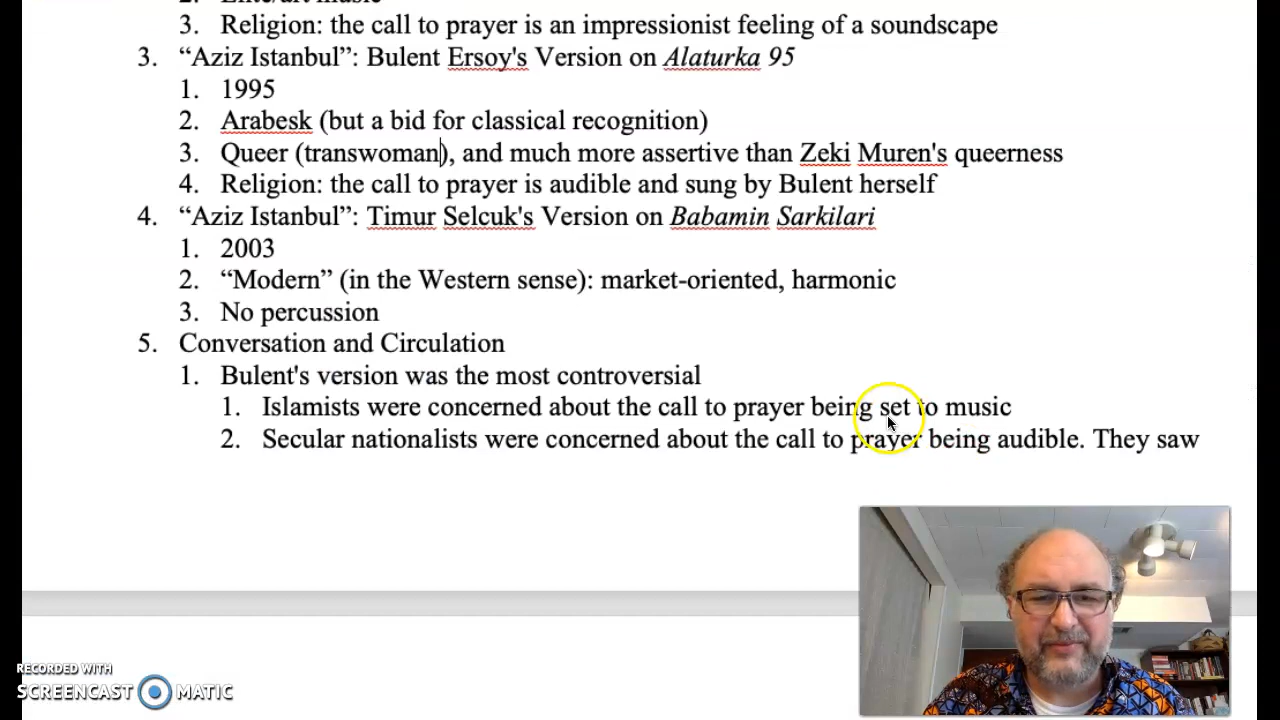 3. Religion: the call to prayer is an impressionist feeling of a soundscape
3. “Aziz Istanbul”: Bulent Ersoy's Version on Alaturka 95
1. 1995
2. Arabesk (but a bid for classical recognition)
3. Queer (transwoman), and much more assertive than Zeki Muren's queerness
4. Religion: the call to prayer is audible and sung by Bulent herself
4. “Aziz Istanbul”: Timur Selcuk's Version on Babamin Sarkilari
1. 2003
2. “Modern” (in the Western sense): market-oriented, harmonic
3. No percussion
5. Conversation and Circulation
1. Bulent's version was the most controversial
1. Islamists were concerned about the call to prayer being set to music
2. Secular nationalists were concerned about the call to prayer being audible. They saw
RECORDED WITH
SCREENCAST MATIC